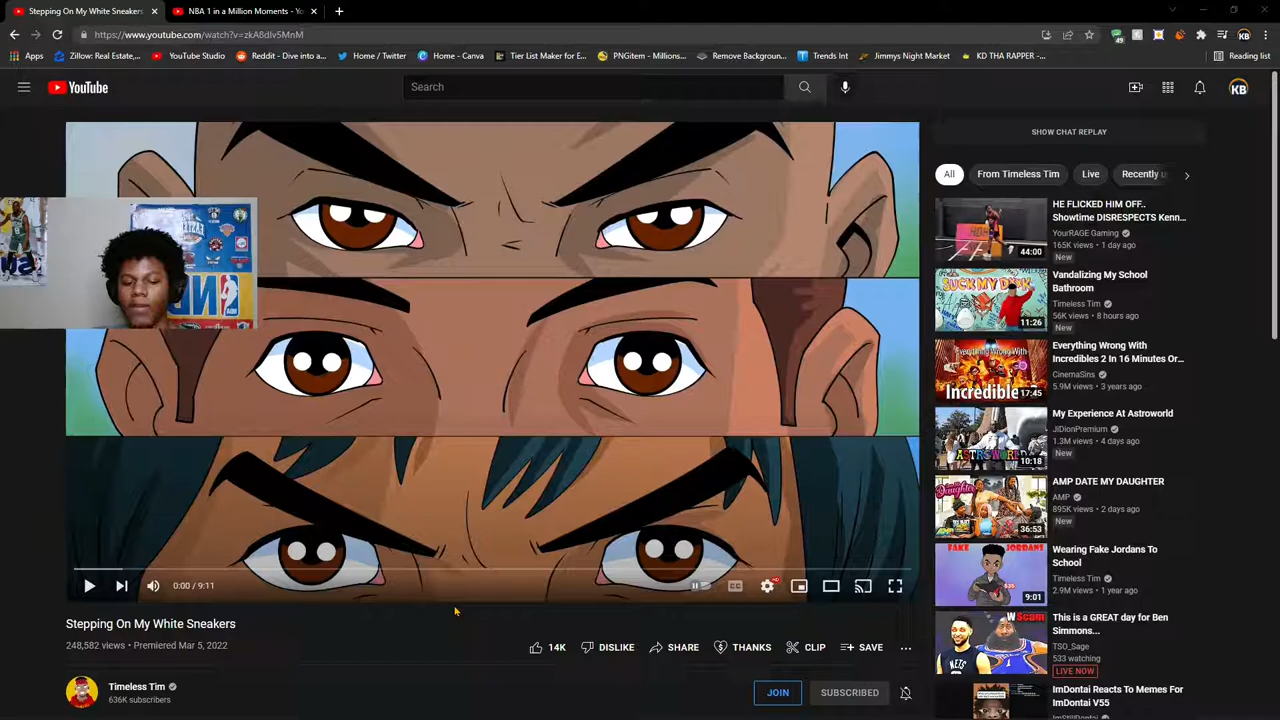 Stepping On My White Sneakers
NBA 1 in a Million Moments - Yo
https://www.youtube.com/watch?v=zkA8dIv5MnM
Apps
Zillow: Real Estate,...
YouTube Studio
Reddit - Dive into a...
Home / Twitter
Home - Canva
Tier List Maker for E...
PNGitem - Millions...
Remove Backgroun...
Trends Int
Jimmys Night Market
KD THA RAPPER - ...
Reading list
YouTube
Search
KB
SHOW CHAT REPLAY
All
From Timeless Tim
Live
Recently u
HE FLICKED HIM OFF..
Showtime DISRESPECTS Kenn...
YourRAGE Gaming
165K views • 1 day ago
New
44:00
Vandalizing My School
Bathroom
Timeless Tim
56K views • 8 hours ago
New
11:26
Everything Wrong With
Incredibles 2 In 16 Minutes Or...
CinemaSins
5.9M views • 3 years ago
Everything Wrong With
Incredible
17:45
My Experience At Astroworld
JiDionPremium
1.3M views • 4 days ago
New
10:18
AMP DATE MY DAUGHTER
AMP
895K views • 2 days ago
New
36:53
Wearing Fake Jordans To
School
Timeless Tim
2.9M views • 1 year ago
FAKE JORDANS
$35
9:01
This is a GREAT day for Ben
Simmons...
TSO_Sage
533 watching
LIVE NOW
ImDontai Reacts To Memes For
ImDontai V55
ImStillDontai
0:00 / 9:11
CC
HD
Stepping On My White Sneakers
248,582 views • Premiered Mar 5, 2022
14K
DISLIKE
SHARE
THANKS
CLIP
SAVE
Timeless Tim
636K subscribers
JOIN
SUBSCRIBED